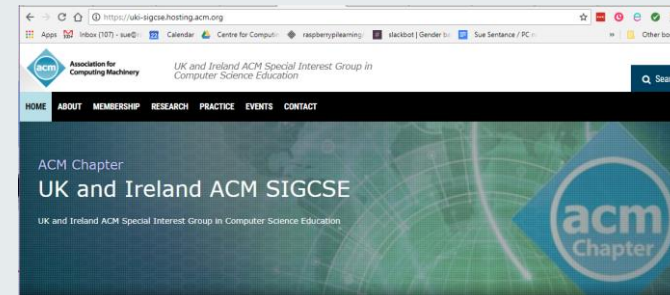 https://uki-sigcse.hosting.acm.org
Apps Inbox (107) - sue@ Calendar Centre for Computin raspberrypilearning/ slackbot | Gender b Sue Sentance / PC Other bo
acm
Association for
Computing Machinery
UK and Ireland ACM Special Interest Group in
Computer Science Education
Sear
HOME ABOUT MEMBERSHIP RESEARCH PRACTICE EVENTS CONTACT
ACM Chapter
UK and Ireland ACM SIGCSE
UK and Ireland ACM Special Interest Group in Computer Science Education
acm
Chapter